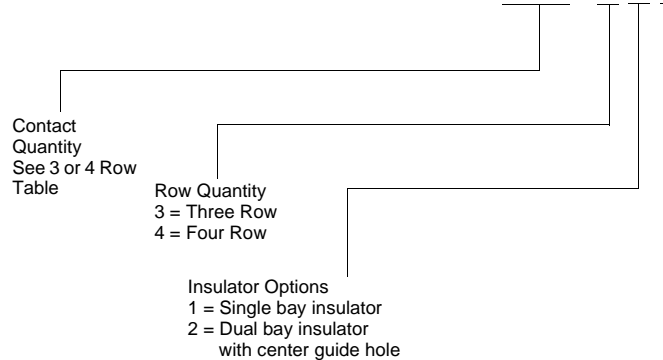 Contact
Quantity
See 3 or 4 Row
Table
Row Quantity
3 = Three Row
4 = Four Row
Insulator Options
1 = Single bay insulator
2 = Dual bay insulator
with center guide hole